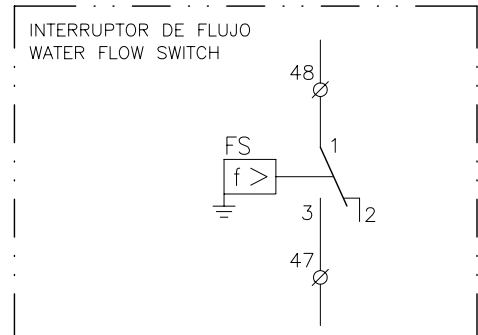 INTERRUPTOR DE FLUJO
WATER FLOW SWITCH
48
1
FS
f >
3
2
47